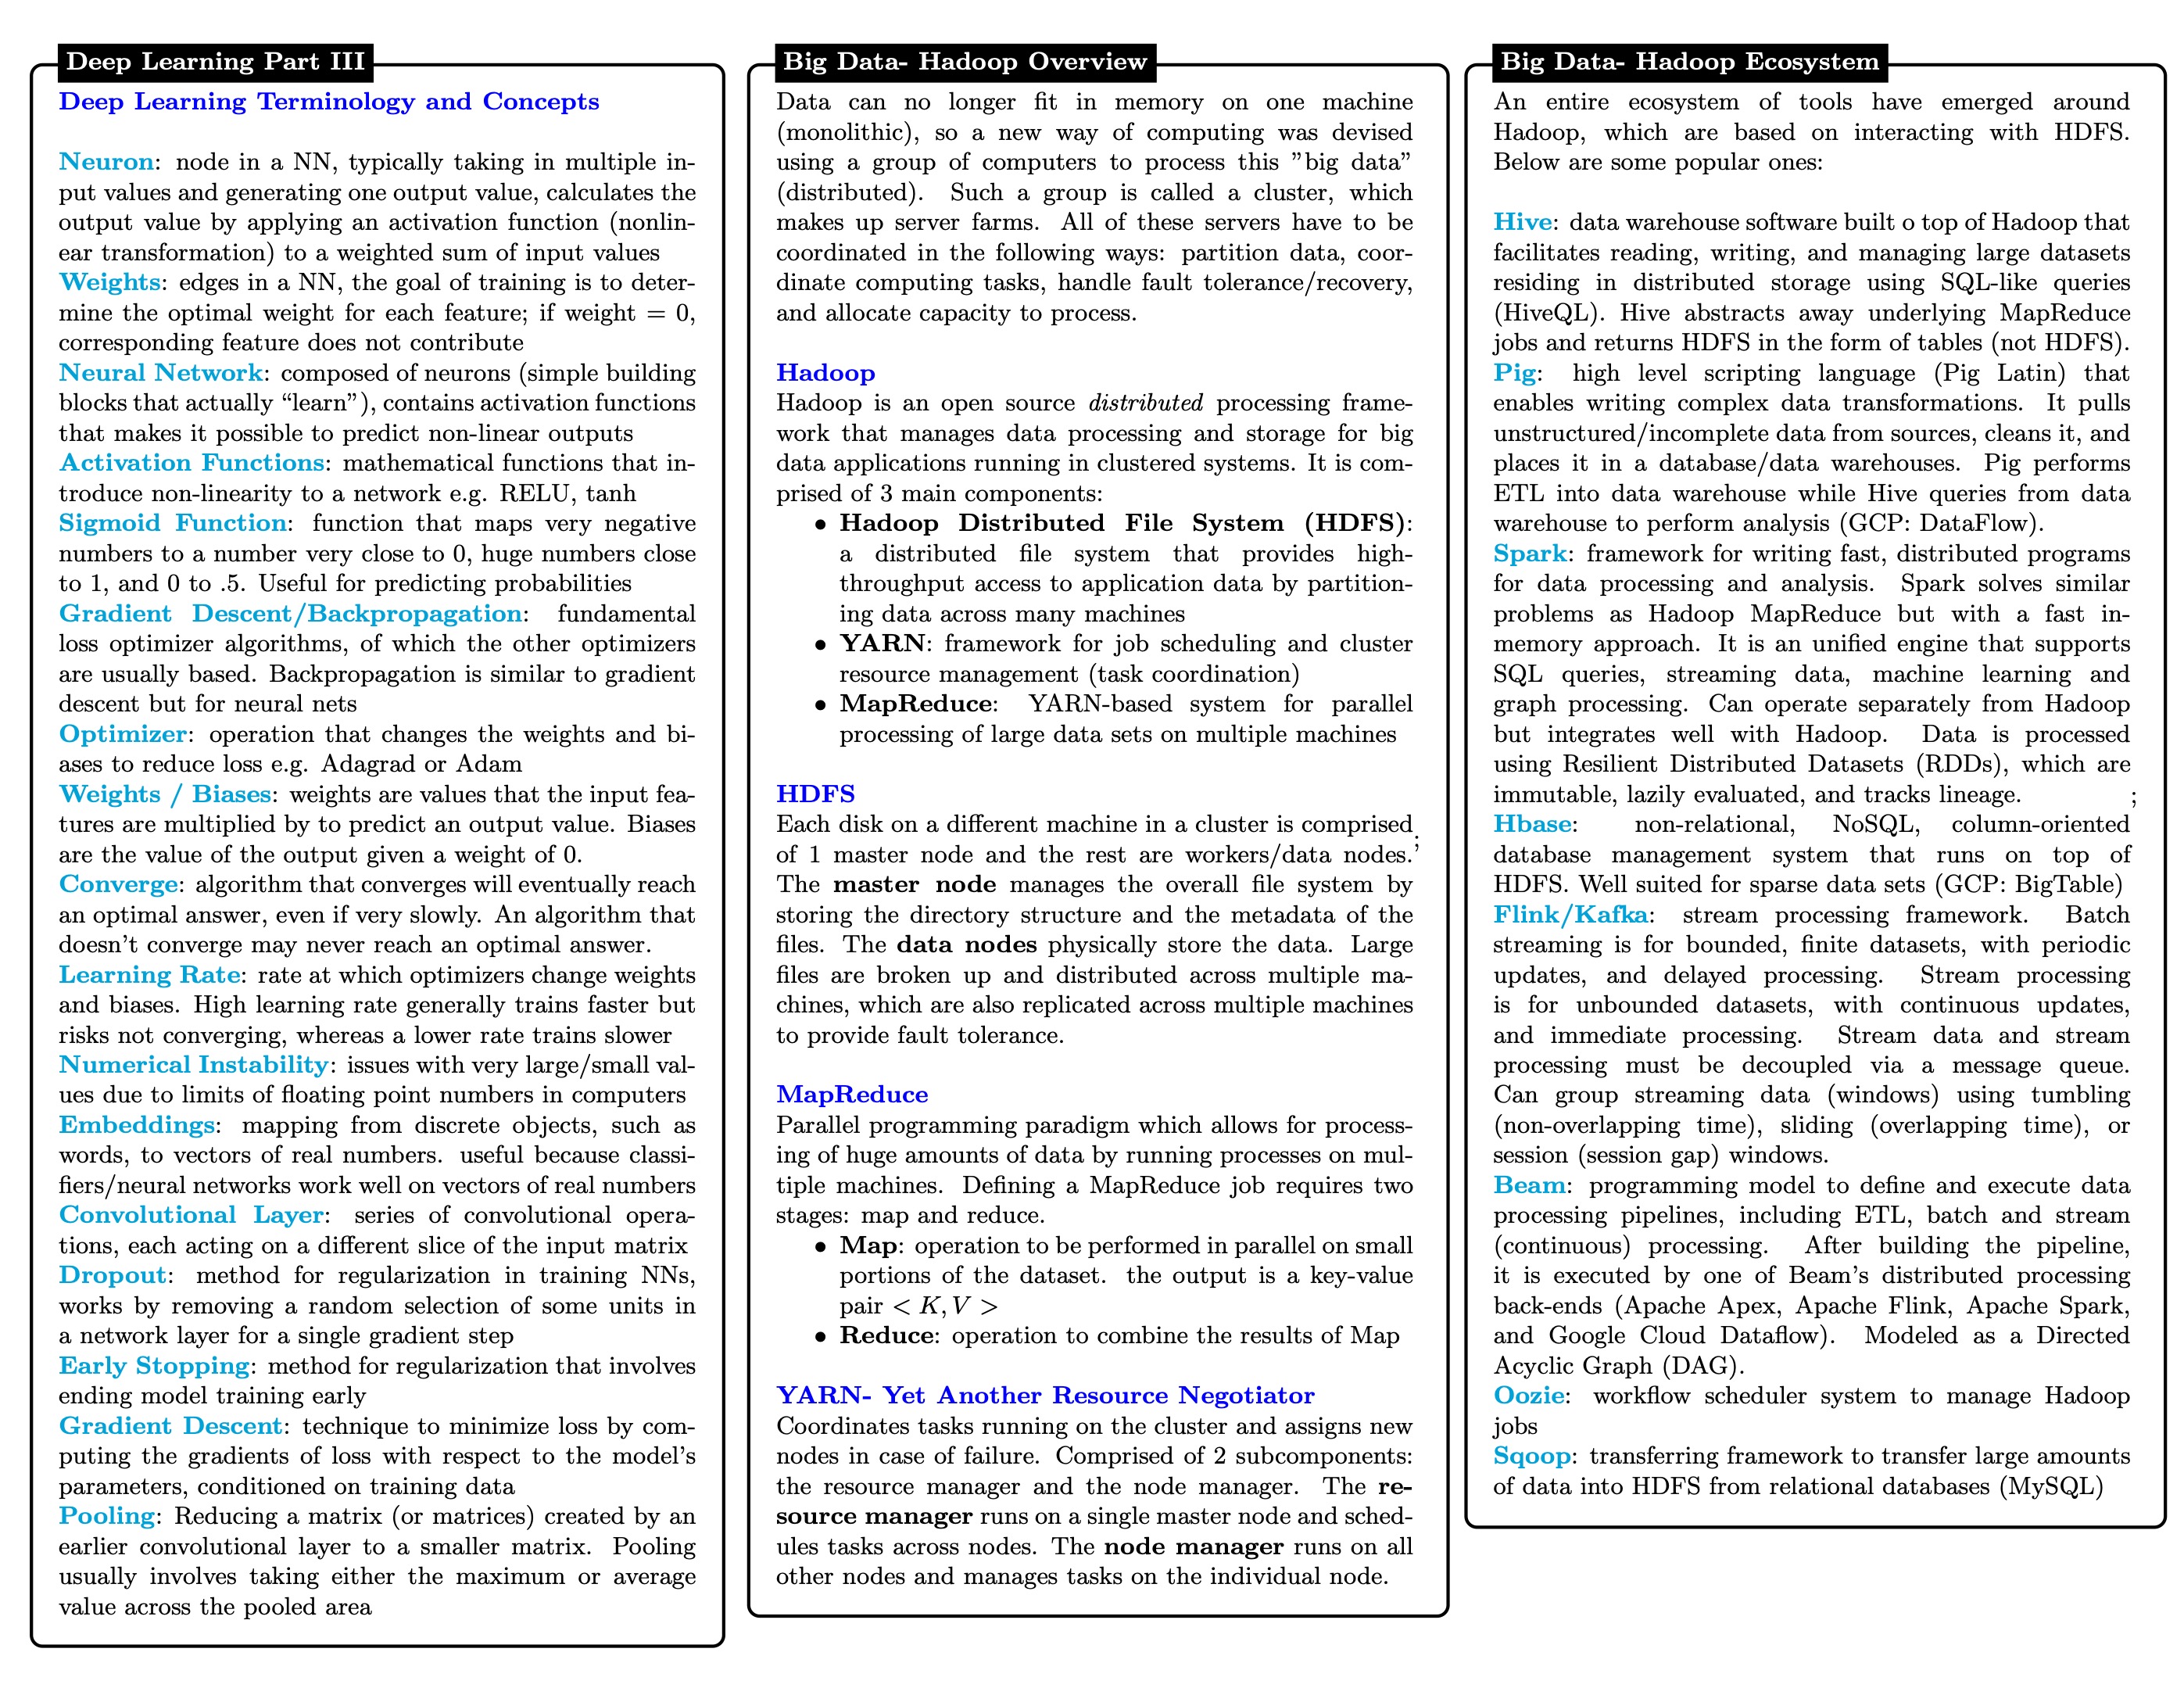 Deep Learning Part III
Deep Learning Terminology and Concepts
Neuron: node in a NN, typically taking in multiple in-
put values and generating one output value, calculates the
output value by applying an activation function (nonlin-
ear transformation) to a weighted sum of input values
Weights: edges in a NN, the goal of training is to deter-
mine the optimal weight for each feature; if weight = 0,
corresponding feature does not contribute
Neural Network: composed of neurons (simple building
blocks that actually “learn”), contains activation functions
that makes it possible to predict non-linear outputs
Activation Functions: mathematical functions that in-
troduce non-linearity to a network e.g. RELU, tanh
Sigmoid Function: function that maps very negative
numbers to a number very close to 0, huge numbers close
to 1, and 0 to .5. Useful for predicting probabilities
Gradient Descent/Backpropagation: fundamental
loss optimizer algorithms, of which the other optimizers
are usually based. Backpropagation is similar to gradient
descent but for neural nets
Optimizer: operation that changes the weights and bi-
ases to reduce loss e.g. Adagrad or Adam
Weights / Biases: weights are values that the input fea-
tures are multiplied by to predict an output value. Biases
are the value of the output given a weight of 0.
Converge: algorithm that converges will eventually reach
an optimal answer, even if very slowly. An algorithm that
doesn’t converge may never reach an optimal answer.
Learning Rate: rate at which optimizers change weights
and biases. High learning rate generally trains faster but
risks not converging, whereas a lower rate trains slower
Numerical Instability: issues with very large/small val-
ues due to limits of floating point numbers in computers
Embeddings: mapping from discrete objects, such as
words, to vectors of real numbers. useful because classi-
fiers/neural networks work well on vectors of real numbers
Convolutional Layer: series of convolutional opera-
tions, each acting on a different slice of the input matrix
Dropout: method for regularization in training NNs,
works by removing a random selection of some units in
a network layer for a single gradient step
Early Stopping: method for regularization that involves
ending model training early
Gradient Descent: technique to minimize loss by com-
puting the gradients of loss with respect to the model’s
parameters, conditioned on training data
Pooling: Reducing a matrix (or matrices) created by an
earlier convolutional layer to a smaller matrix. Pooling
usually involves taking either the maximum or average
value across the pooled area
Big Data- Hadoop Overview
Data can no longer fit in memory on one machine
(monolithic), so a new way of computing was devised
using a group of computers to process this ”big data”
(distributed). Such a group is called a cluster, which
makes up server farms. All of these servers have to be
coordinated in the following ways: partition data, coor-
dinate computing tasks, handle fault tolerance/recovery,
and allocate capacity to process.
Hadoop
Hadoop is an open source distributed processing frame-
work that manages data processing and storage for big
data applications running in clustered systems. It is com-
prised of 3 main components:
• Hadoop Distributed File System (HDFS):
a distributed file system that provides high-
throughput access to application data by partition-
ing data across many machines
• YARN: framework for job scheduling and cluster
resource management (task coordination)
• MapReduce: YARN-based system for parallel
processing of large data sets on multiple machines
HDFS
Each disk on a different machine in a cluster is comprised
of 1 master node and the rest are workers/data nodes.
;
The master node manages the overall file system by
storing the directory structure and the metadata of the
files. The data nodes physically store the data. Large
files are broken up and distributed across multiple ma-
chines, which are also replicated across multiple machines
to provide fault tolerance.
MapReduce
Parallel programming paradigm which allows for process-
ing of huge amounts of data by running processes on mul-
tiple machines. Defining a MapReduce job requires two
stages: map and reduce.
• Map: operation to be performed in parallel on small
portions of the dataset. the output is a key-value
pair < K, V >
• Reduce: operation to combine the results of Map
YARN- Yet Another Resource Negotiator
Coordinates tasks running on the cluster and assigns new
nodes in case of failure. Comprised of 2 subcomponents:
the resource manager and the node manager. The re-
source manager runs on a single master node and sched-
ules tasks across nodes. The node manager runs on all
other nodes and manages tasks on the individual node.
Big Data- Hadoop Ecosystem
An entire ecosystem of tools have emerged around
Hadoop, which are based on interacting with HDFS.
Below are some popular ones:
Hive: data warehouse software built o top of Hadoop that
facilitates reading, writing, and managing large datasets
residing in distributed storage using SQL-like queries
(HiveQL). Hive abstracts away underlying MapReduce
jobs and returns HDFS in the form of tables (not HDFS).
Pig: high level scripting language (Pig Latin) that
enables writing complex data transformations. It pulls
unstructured/incomplete data from sources, cleans it, and
places it in a database/data warehouses. Pig performs
ETL into data warehouse while Hive queries from data
warehouse to perform analysis (GCP: DataFlow).
Spark: framework for writing fast, distributed programs
for data processing and analysis. Spark solves similar
problems as Hadoop MapReduce but with a fast in-
memory approach. It is an unified engine that supports
SQL queries, streaming data, machine learning and
graph processing. Can operate separately from Hadoop
but integrates well with Hadoop. Data is processed
using Resilient Distributed Datasets (RDDs), which are
immutable, lazily evaluated, and tracks lineage. ;
Hbase: non-relational, NoSQL, column-oriented
database management system that runs on top of
HDFS. Well suited for sparse data sets (GCP: BigTable)
Flink/Kafka: stream processing framework. Batch
streaming is for bounded, finite datasets, with periodic
updates, and delayed processing. Stream processing
is for unbounded datasets, with continuous updates,
and immediate processing. Stream data and stream
processing must be decoupled via a message queue.
Can group streaming data (windows) using tumbling
(non-overlapping time), sliding (overlapping time), or
session (session gap) windows.
Beam: programming model to define and execute data
processing pipelines, including ETL, batch and stream
(continuous) processing. After building the pipeline,
it is executed by one of Beam’s distributed processing
back-ends (Apache Apex, Apache Flink, Apache Spark,
and Google Cloud Dataflow). Modeled as a Directed
Acyclic Graph (DAG).
Oozie: workflow scheduler system to manage Hadoop
jobs
Sqoop: transferring framework to transfer large amounts
of data into HDFS from relational databases (MySQL)